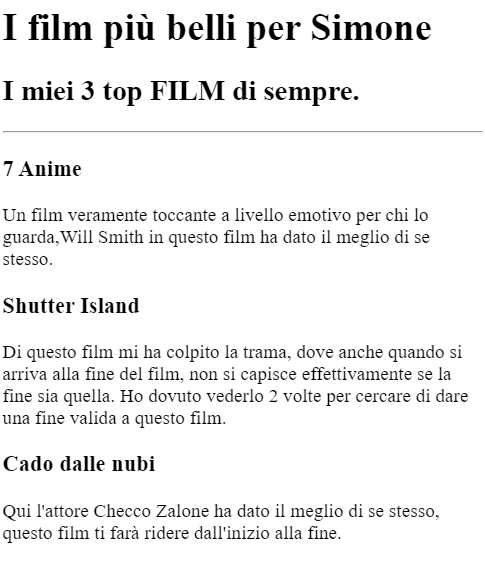 I film più belli per Simone
I miei 3 top FILM di sempre.
7 Anime
Un film veramente toccante a livello emotivo per chi lo
guarda,Will Smith in questo film ha dato il meglio di se
stesso.
Shutter Island
Di questo film mi ha colpito la trama, dove anche quando si
arriva alla fine del film, non si capisce effettivamente se la
fine sia quella. Ho dovuto vederlo 2 volte per cercare di dare
una fine valida a questo film.
Cado dalle nubi
Qui l'attore Checco Zalone ha dato il meglio di se stesso,
questo film ti farà ridere dall'inizio alla fine.